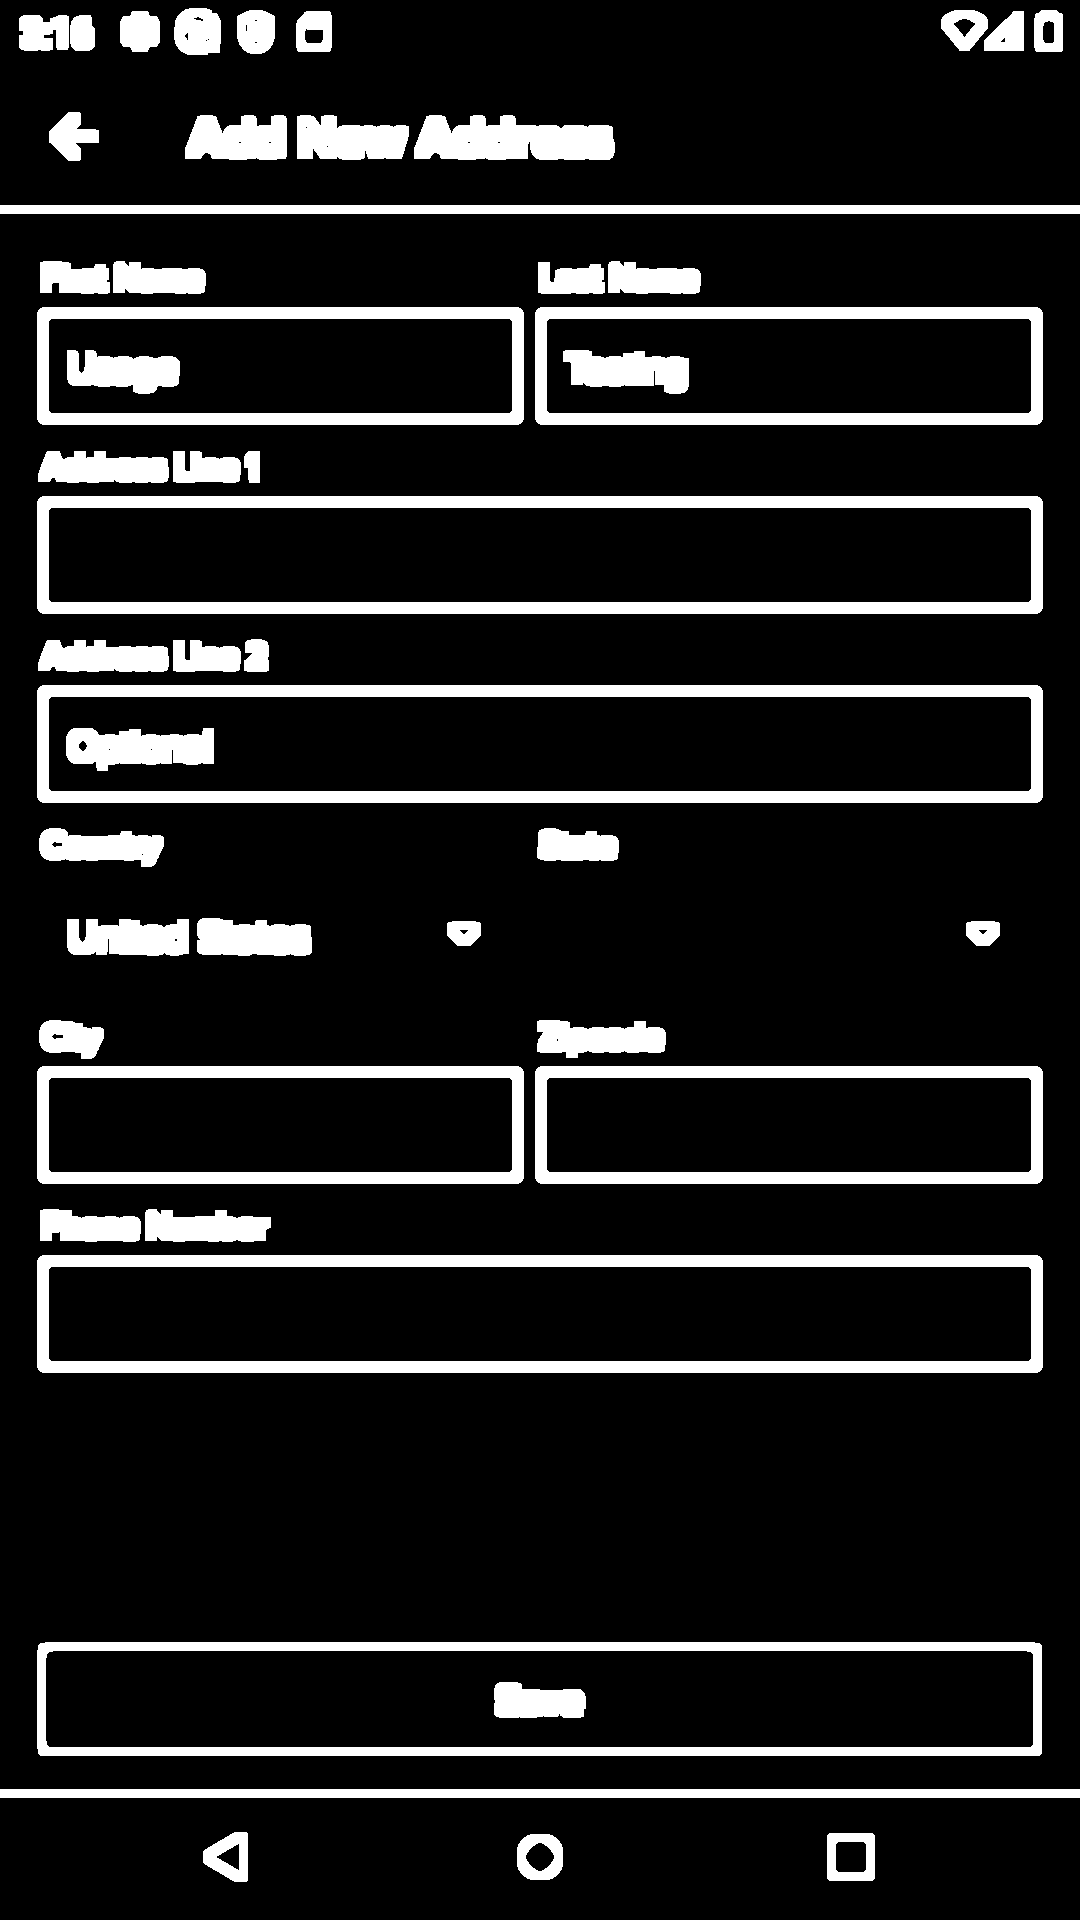 3:16
Add New Address
First Name Last Name
Usage Testing
Address Line 1
Address Line 2
Optional
Country State
United States
City Zipcode
Phone Number
Save